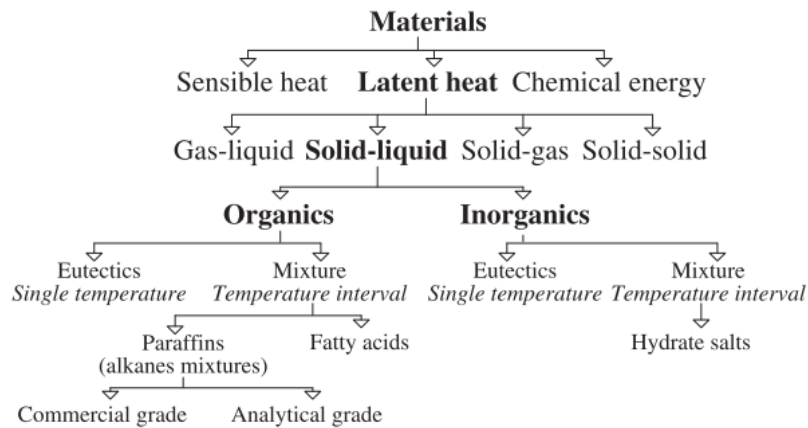 Materials
Sensible heat Latent heat Chemical energy
Gas-liquid Solid-liquid Solid-gas Solid-solid
Organics Inorganics
Eutectics Mixture Eutectics Mixture
Single temperature Temperature interval Single temperature Temperature interval
Paraffins Fatty acids Hydrate salts
(alkanes mixtures)
Commercial grade Analytical grade